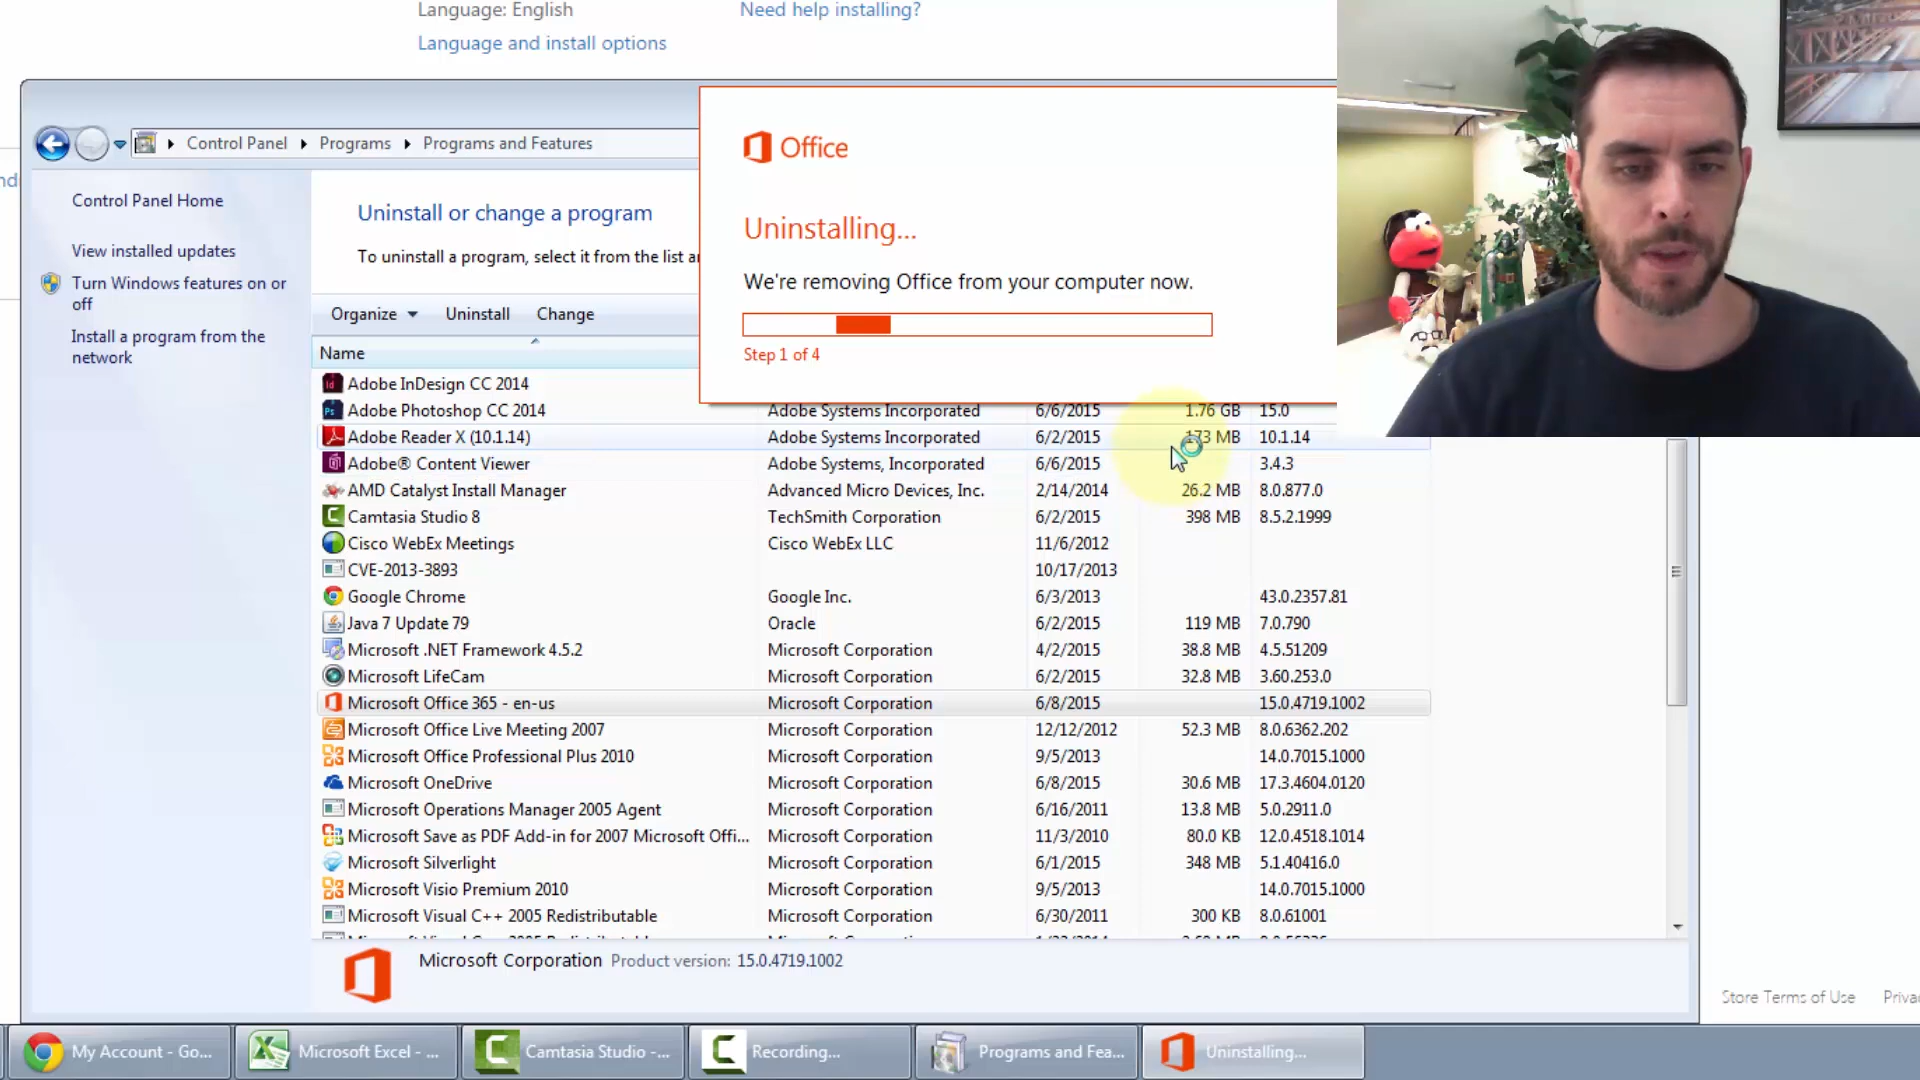 Language: English
Need help installing?
Language and install options
Control Panel
Programs
Programs and Features
Office
Control Panel Home
View installed updates
Turn Windows features on or
off
Install a program from the
network
Uninstall or change a program
To uninstall a program, select it from the list
Uninstalling...
We're removing Office from your computer now.
Step 1 of 4
Organize
Uninstall
Change
Name
Adobe InDesign CC 2014
Adobe Photoshop CC 2014 Adobe Systems Incorporated 6/6/2015 1.76 GB 15.0
Adobe Reader X (10.1.14) Adobe Systems Incorporated 6/2/2015 173 MB 10.1.14
Adobe® Content Viewer Adobe Systems, Incorporated 6/6/2015 3.4.3
AMD Catalyst Install Manager Advanced Micro Devices, Inc. 2/14/2014 26.2 MB 8.0.877.0
Camtasia Studio 8 TechSmith Corporation 6/2/2015 398 MB 8.5.2.1999
Cisco WebEx Meetings Cisco WebEx LLC 11/6/2012
CVE-2013-3893 10/17/2013
Google Chrome Google Inc. 6/3/2013 43.0.2357.81
Java 7 Update 79 Oracle 6/2/2015 119 MB 7.0.790
Microsoft .NET Framework 4.5.2 Microsoft Corporation 4/2/2015 38.8 MB 4.5.51209
Microsoft LifeCam Microsoft Corporation 6/2/2015 32.8 MB 3.60.253.0
Microsoft Office 365 - en-us Microsoft Corporation 6/8/2015 15.0.4719.1002
Microsoft Office Live Meeting 2007 Microsoft Corporation 12/12/2012 52.3 MB 8.0.6362.202
Microsoft Office Professional Plus 2010 Microsoft Corporation 9/5/2013 14.0.7015.1000
Microsoft OneDrive Microsoft Corporation 6/8/2015 30.6 MB 17.3.4604.0120
Microsoft Operations Manager 2005 Agent Microsoft Corporation 6/16/2011 13.8 MB 5.0.2911.0
Microsoft Save as PDF Add-in for 2007 Microsoft Offi... Microsoft Corporation 11/3/2010 80.0 KB 12.0.4518.1014
Microsoft Silverlight Microsoft Corporation 6/1/2015 348 MB 5.1.40416.0
Microsoft Visio Premium 2010 Microsoft Corporation 9/5/2013 14.0.7015.1000
Microsoft Visual C++ 2005 Redistributable Microsoft Corporation 6/30/2011 300 KB 8.0.61001
Microsoft Corporation Product version: 15.0.4719.1002
Store Terms of Use
My Account - Go...
Microsoft Excel - ...
Camtasia Studio -...
Recording...
Programs and Fea...
Uninstalling...